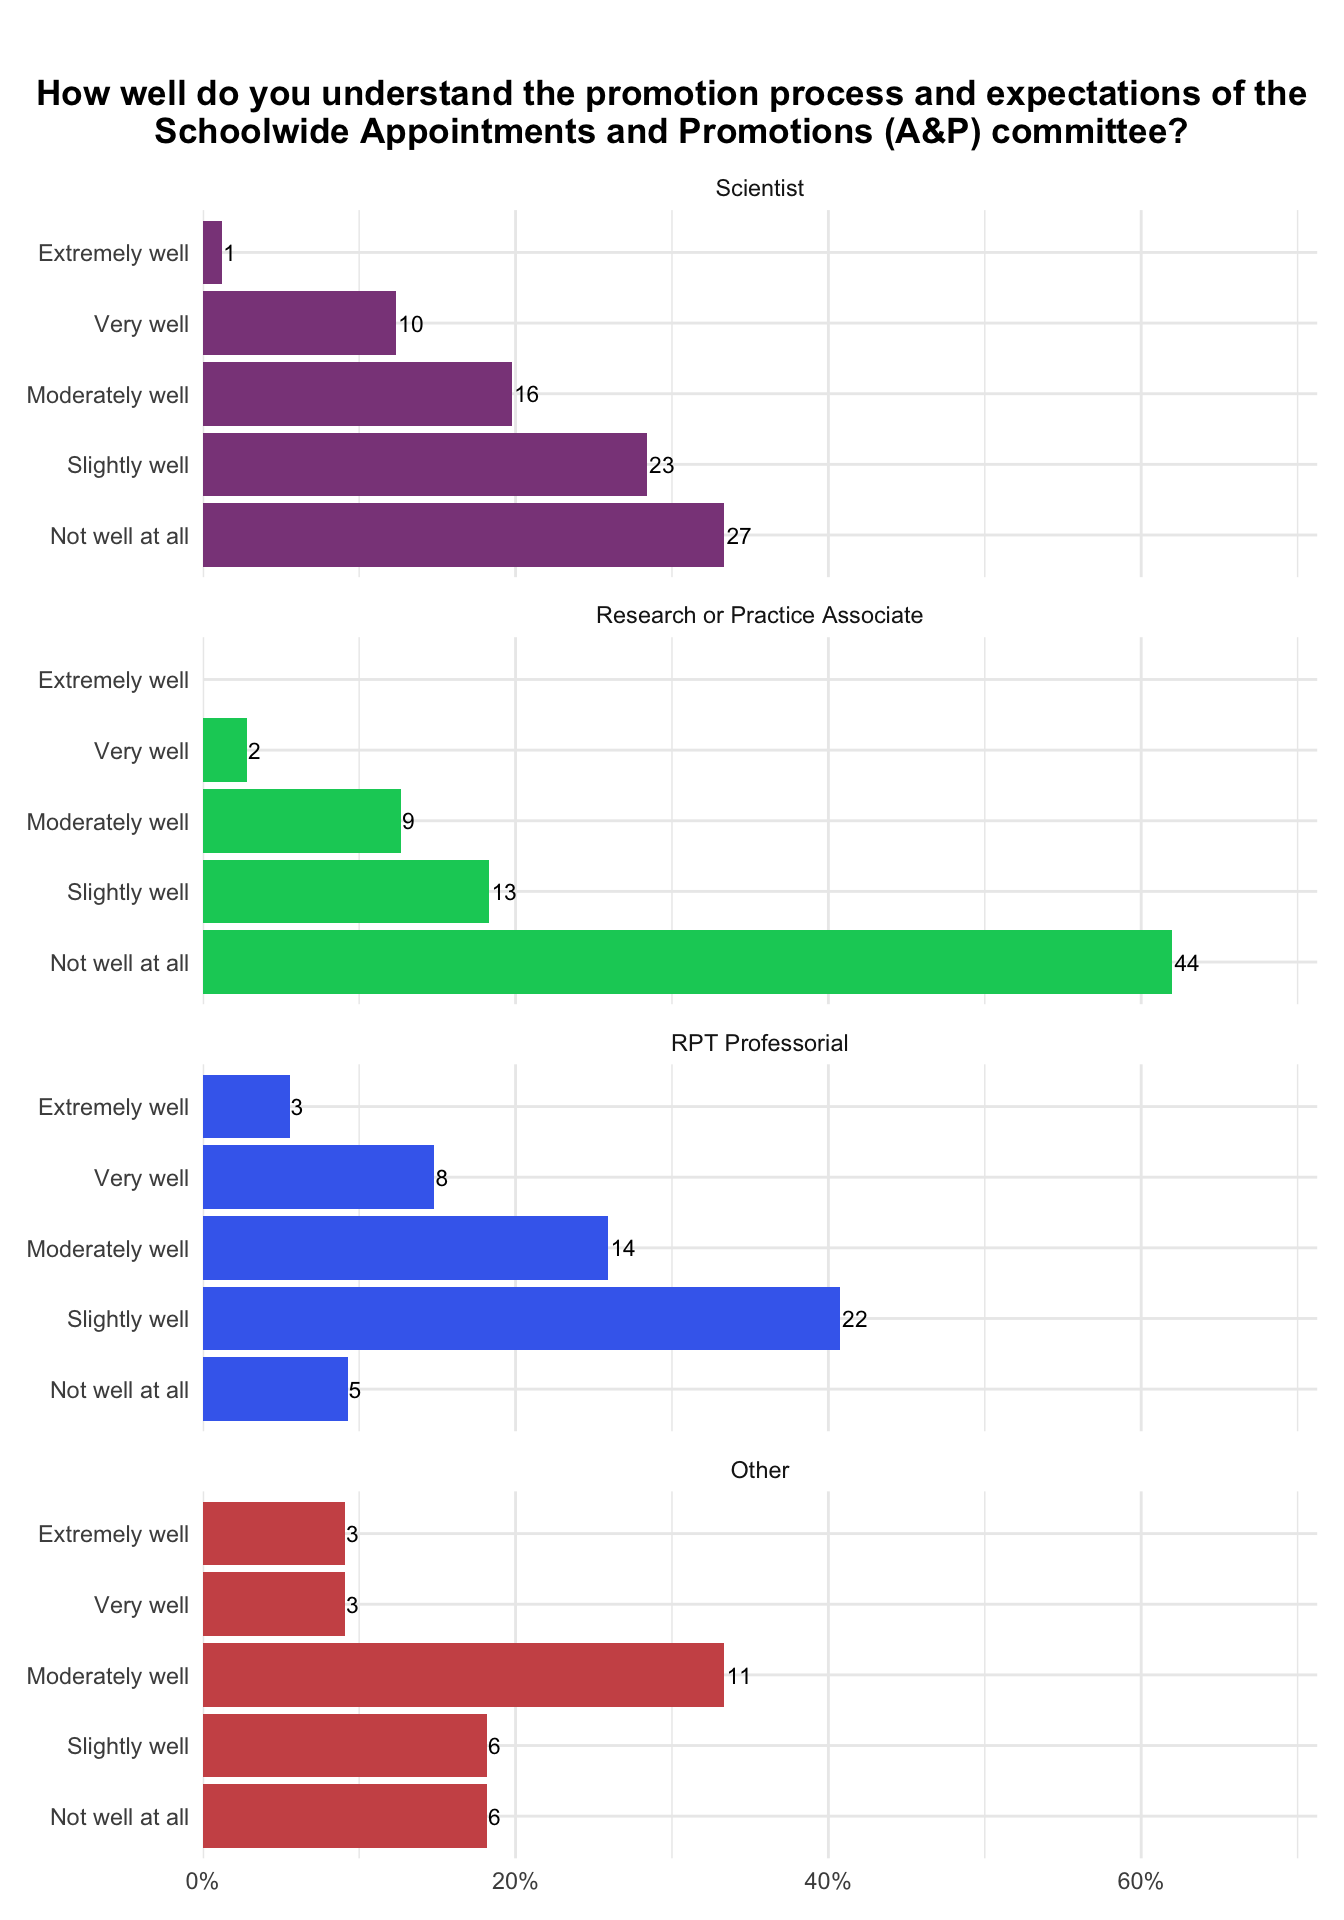 How well do you understand the promotion process and expectations of the
Schoolwide Appointments and Promotions (A&P) committee?
Scientist
Extremely well 1
Very well 10
Moderately well 16
Slightly well 23
Not well at all 27
Research or Practice Associate
Extremely well
Very well 2
Moderately well 9
Slightly well 13
Not well at all 44
RPT Professorial
Extremely well 3
Very well 8
Moderately well 14
Slightly well 22
Not well at all 5
Other
Extremely well 3
Very well 3
Moderately well 11
Slightly well 6
Not well at all 6
0% 20% 40% 60%